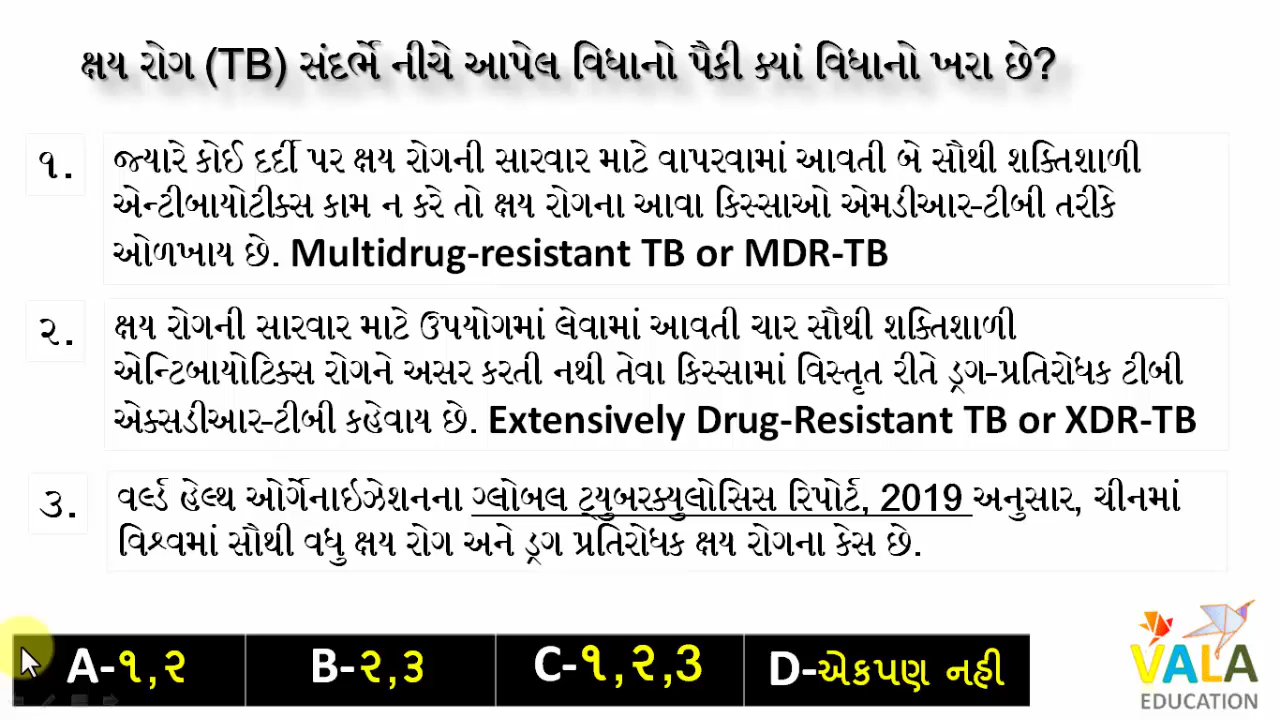 ક્ષય રોગ (TB) સંદર્ભે નીચે આપેલ વિધાનો પૈકી ક્યાં વિધાનો ખરા છે?
૧. જ્યારે કોઈ દર્દી પર ક્ષય રોગની સારવાર માટે વાપરવામાં આવતી બે સૌથી શક્તિશાળી
એન્ટીબાયોટીક્સ કામ ન કરે તો ક્ષય રોગના આવા કિસ્સાઓ એમડીઆર-ટીબી તરીકે
ઓળખાય છે. Multidrug-resistant TB or MDR-TB
૨. ક્ષય રોગની સારવાર માટે ઉપયોગમાં લેવામાં આવતી ચાર સૌથી શક્તિશાળી
એન્ટિબાયોટિક્સ રોગને અસર કરતી નથી તેવા કિસ્સામાં વિસ્તૃત રીતે ડ્રગ-પ્રતિરોધક ટીબી
એક્સડીઆર-ટીબી કહેવાય છે. Extensively Drug-Resistant TB or XDR-TB
૩. વર્લ્ડ હેલ્થ ઓર્ગેનાઇઝેશનના ગ્લોબલ ટ્યુબરક્યુલોસિસ રિપોર્ટ, 2019 અનુસાર, ચીનમાં
વિશ્વમાં સૌથી વધુ ક્ષય રોગ અને ડ્રગ પ્રતિરોધક ક્ષય રોગના કેસ છે.
A-૧,૨ B-૨,૩ C-૧,૨,૩ D-એકપણ નહી
VALA
EDUCATION